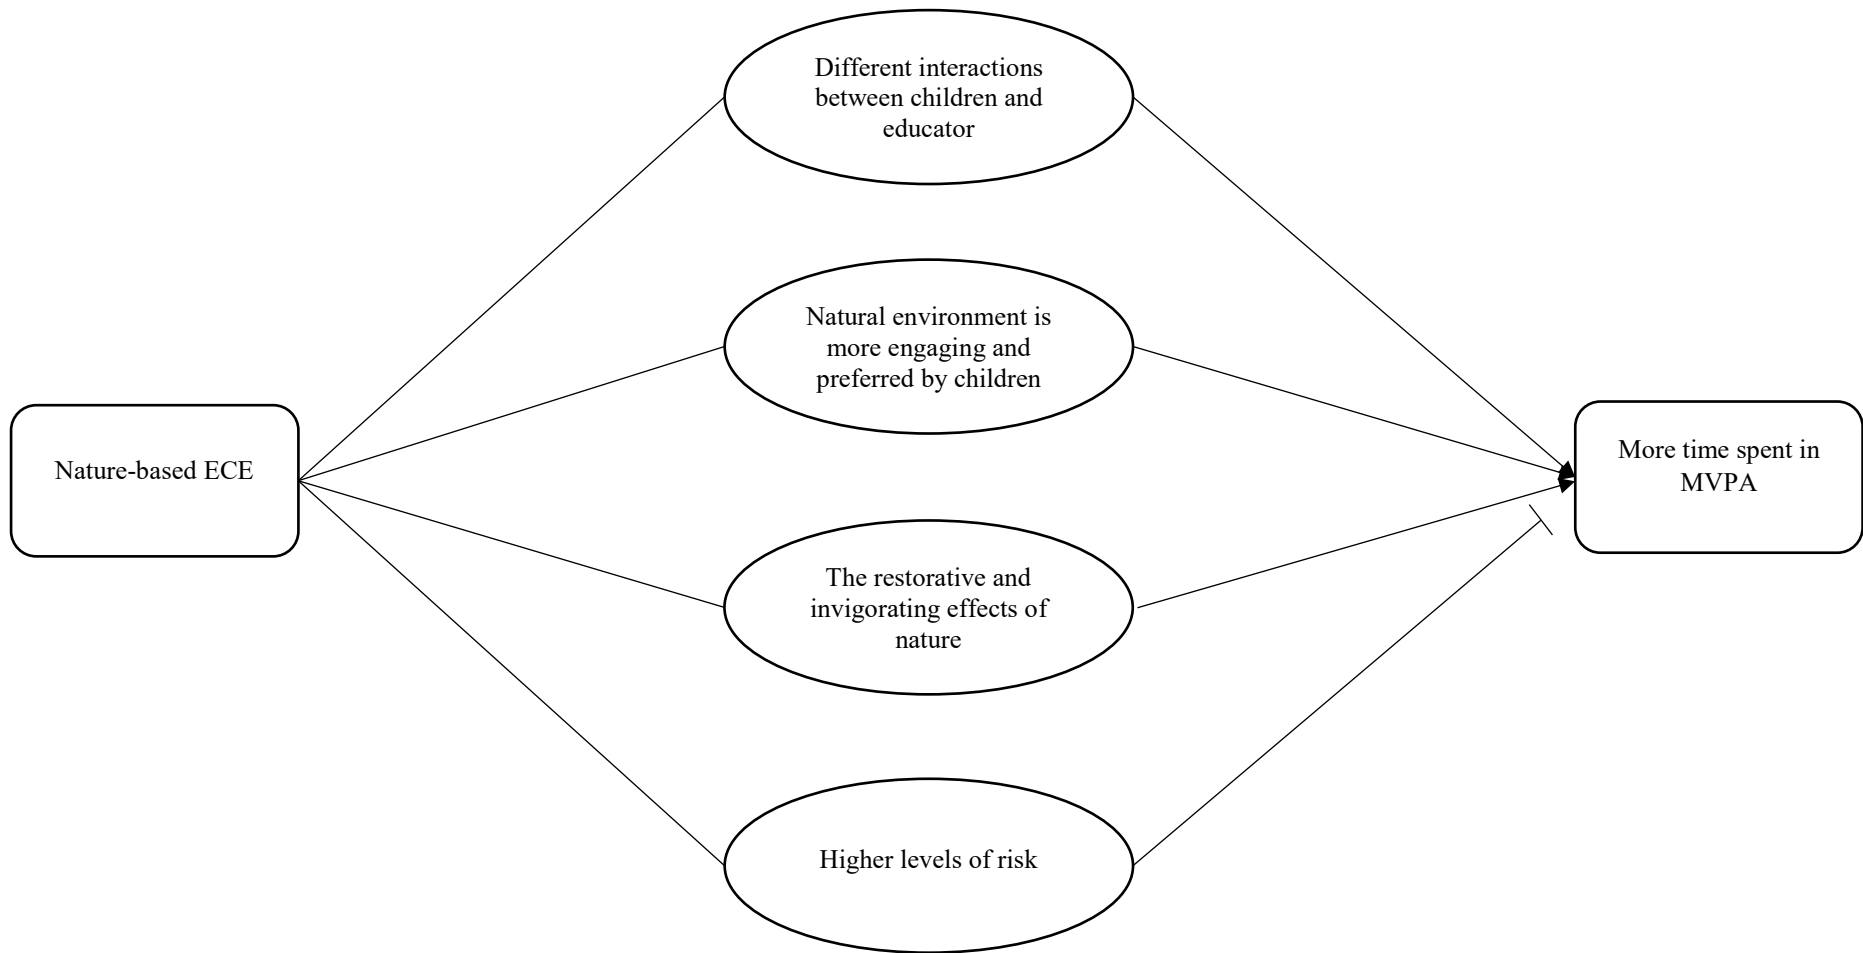 Different interactions
between children and
educator
Natural environment is
more engaging and
preferred by children
Nature-based ECE
More time spent in
MVPA
The restorative and
invigorating effects of
nature
Higher levels of risk